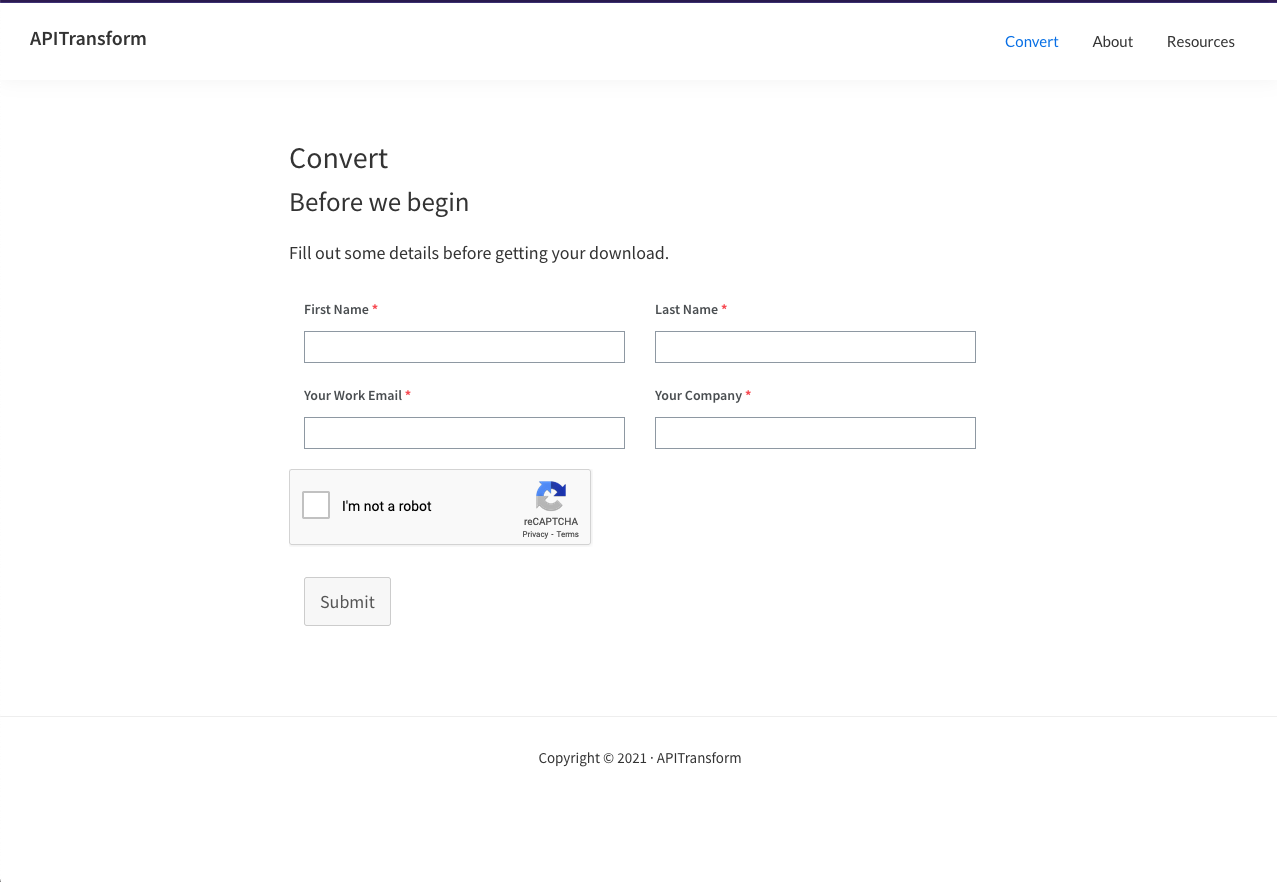 APITransform
Convert About Resources
Convert
Before we begin
Fill out some details before getting your download.
First Name *
Last Name *
Your Work Email *
Your Company *
I'm not a robot
reCAPTCHA
Privacy - Terms
Submit
Copyright © 2021 · APITransform